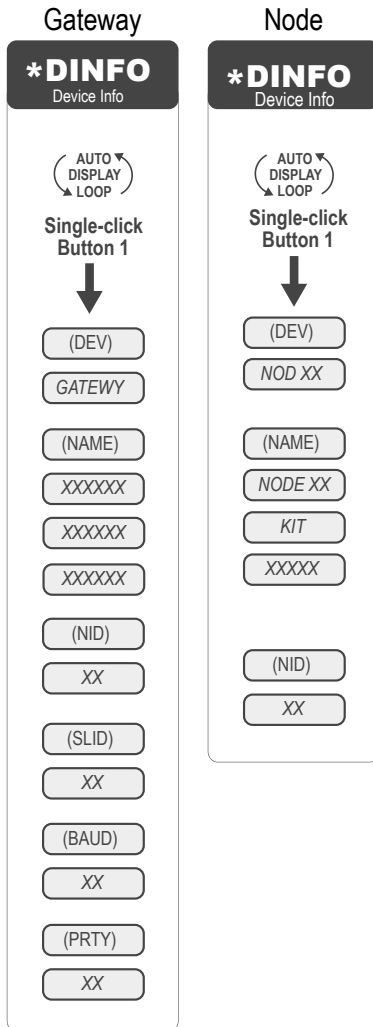 Gateway
*DINFO
Device Info
AUTO
DISPLAY
LOOP
Single-click
Button 1
(DEV)
GATEWY
(NAME)
XXXXXX
XXXXXX
XXXXXX
(NID)
XX
(SLID)
XX
(BAUD)
XX
(PRTY)
XX
Node
*DINFO
Device Info
AUTO
DISPLAY
LOOP
Single-click
Button 1
(DEV)
NOD XX
(NAME)
NODE XX
KIT
XXXXX
(NID)
XX